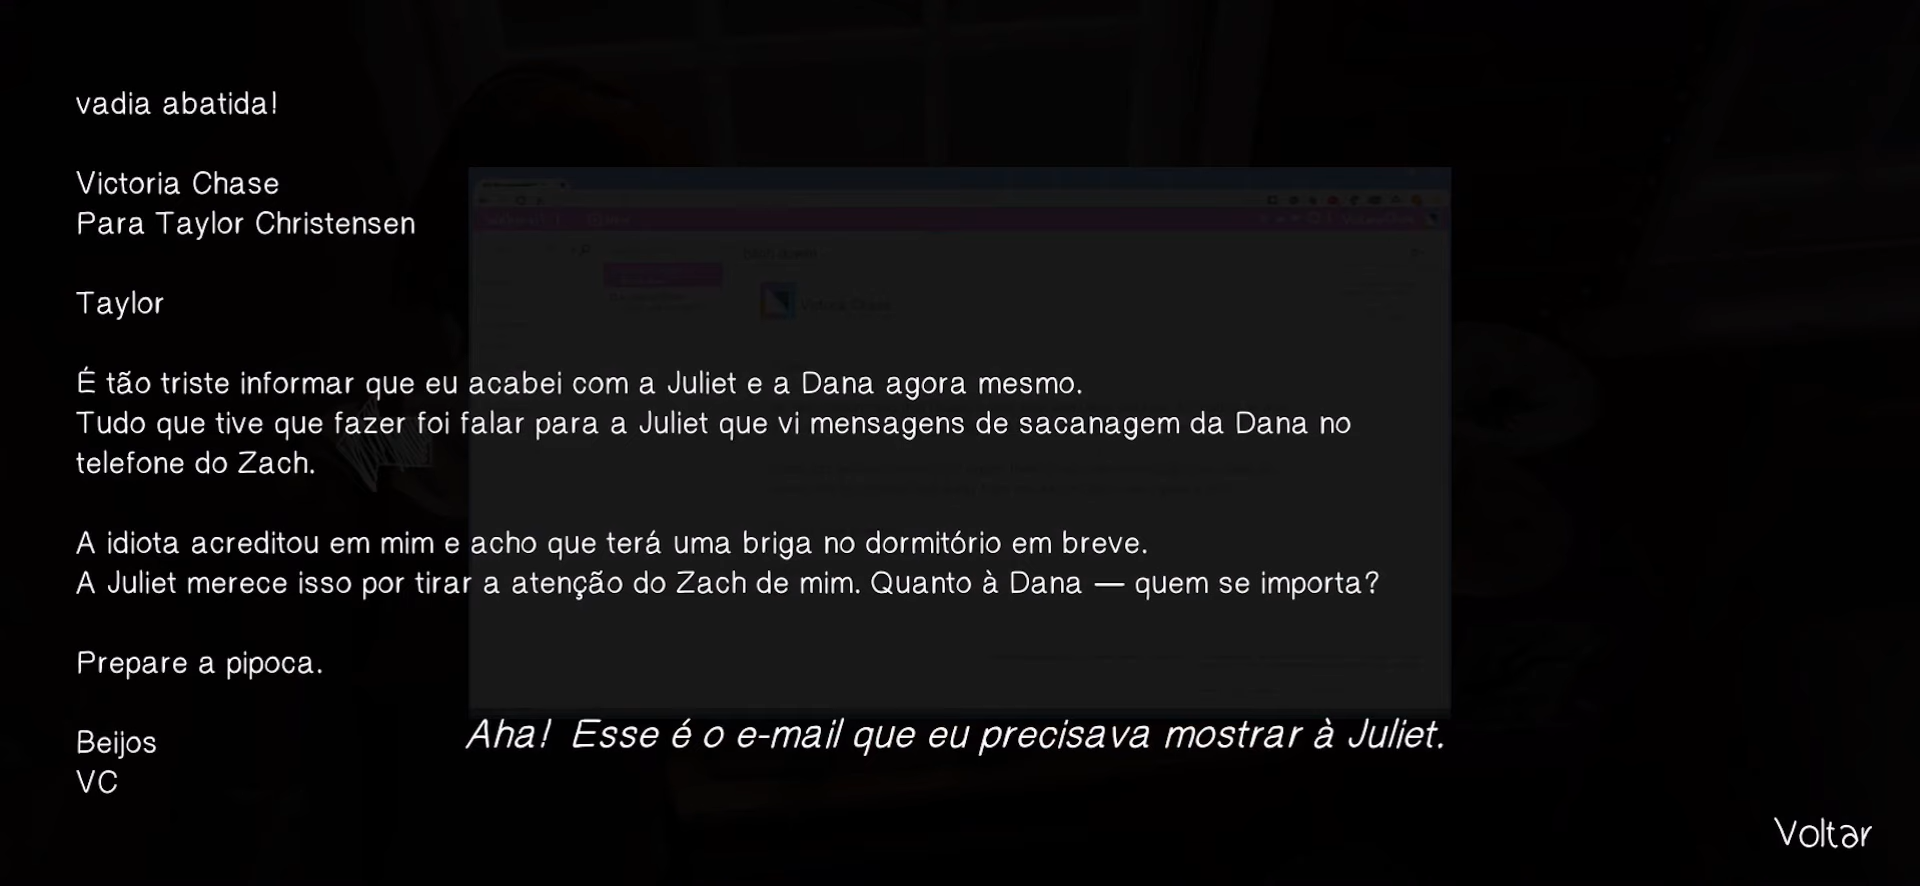 vadia abatida!
Victoria Chase
Para Taylor Christensen
Taylor
É tão triste informar que eu acabei com a Juliet e a Dana agora mesmo.
Tudo que tive que fazer foi falar para a Juliet que vi mensagens de sacanagem da Dana no
telefone do Zach.
A idiota acreditou em mim e acho que terá uma briga no dormitório em breve.
A Juliet merece isso por tirar a atenção do Zach de mim. Quanto à Dana — quem se importa?
Prepare a pipoca.
Beijos
VC
Aha! Esse é o e-mail que eu precisava mostrar à Juliet.
Voltar
Victoria Chase